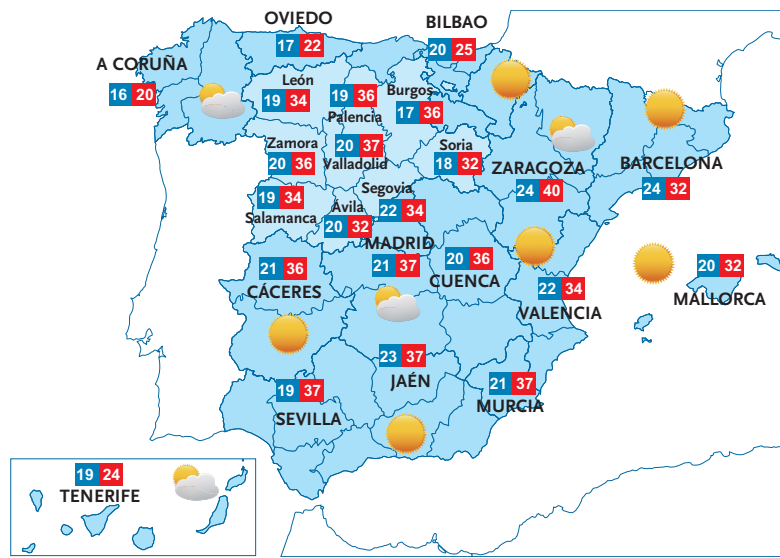 OVIEDO
17 22
BILBAO
20 25
A CORUÑA
16 20
León
19 34
19 36
Palencia
Burgos
17 36
Zamora
20 36
20 37
Valladolid
Soria
18 32
ZARAGOZA
24 40
BARCELONA
24 32
19 34
Salamanca
Ávila
20 32
Segovia
22 34
MADRID
21 37
20 36
CUENCA
21 36
CÁCERES
22 34
VALENCIA
20 32
MALLORCA
23 37
JAÉN
19 37
SEVILLA
21 37
MURCIA
19 24
TENERIFE